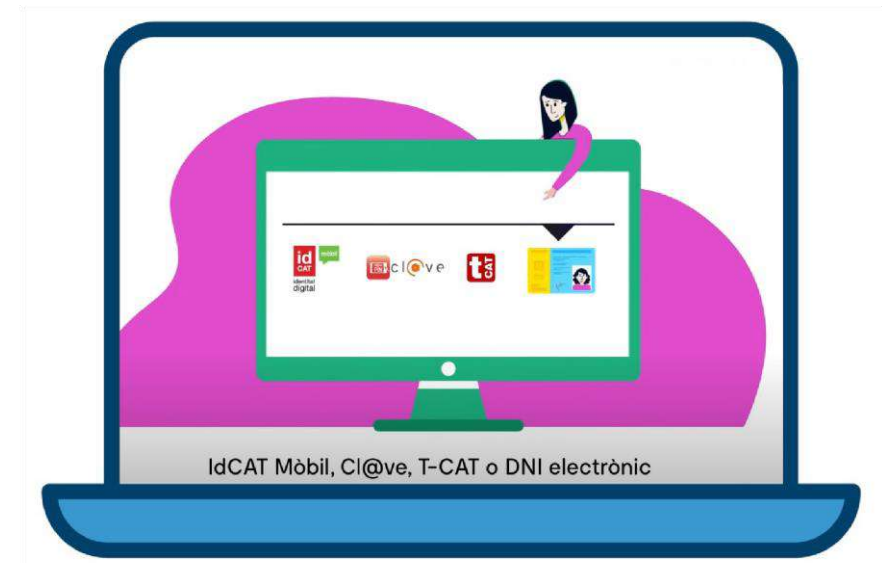 id
CAT
mòbil
identitat
digital
cl@ve
t
CAT
IdCAT Mòbil, Cl@ve, T-CAT o DNI electrònic